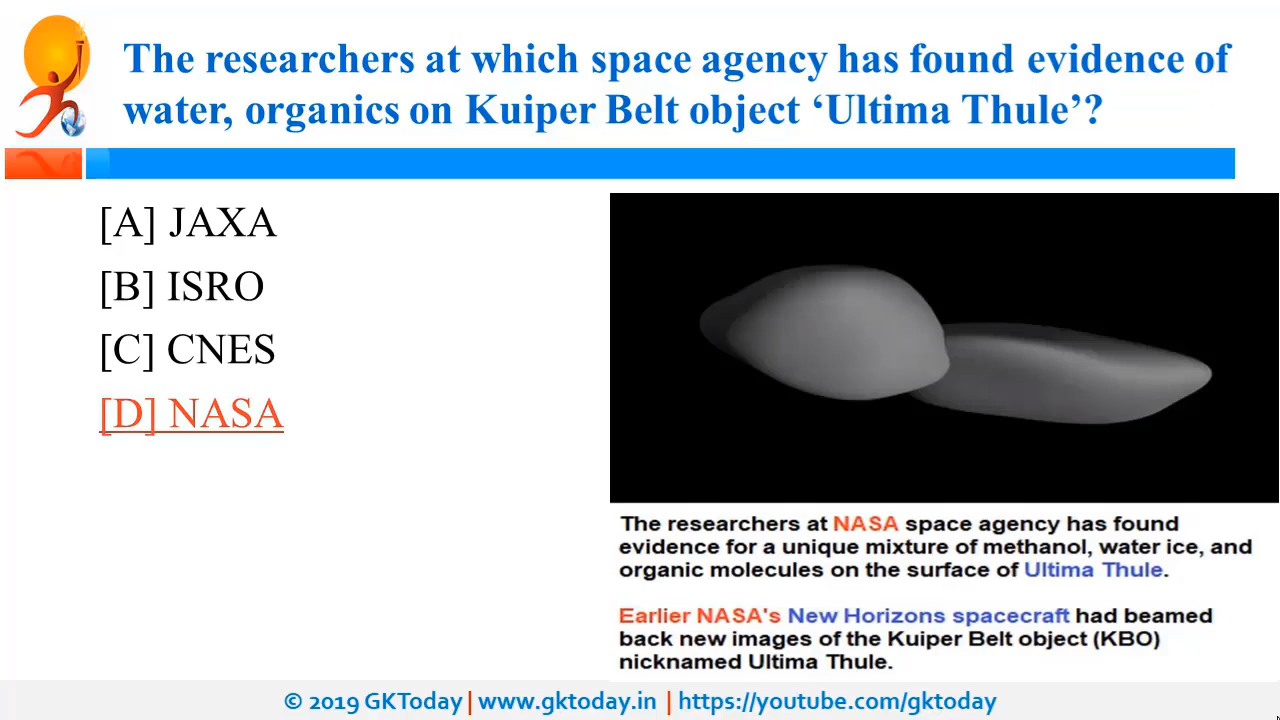 The researchers at which space agency has found evidence of
water, organics on Kuiper Belt object ‘Ultima Thule’?
[A] JAXA
[B] ISRO
[C] CNES
[D] NASA
The researchers at NASA space agency has found
evidence for a unique mixture of methanol, water ice, and
organic molecules on the surface of Ultima Thule.
Earlier NASA's New Horizons spacecraft had beamed
back new images of the Kuiper Belt object (KBO)
nicknamed Ultima Thule.
© 2019 GKToday | www.gktoday.in | https://youtube.com/gktoday